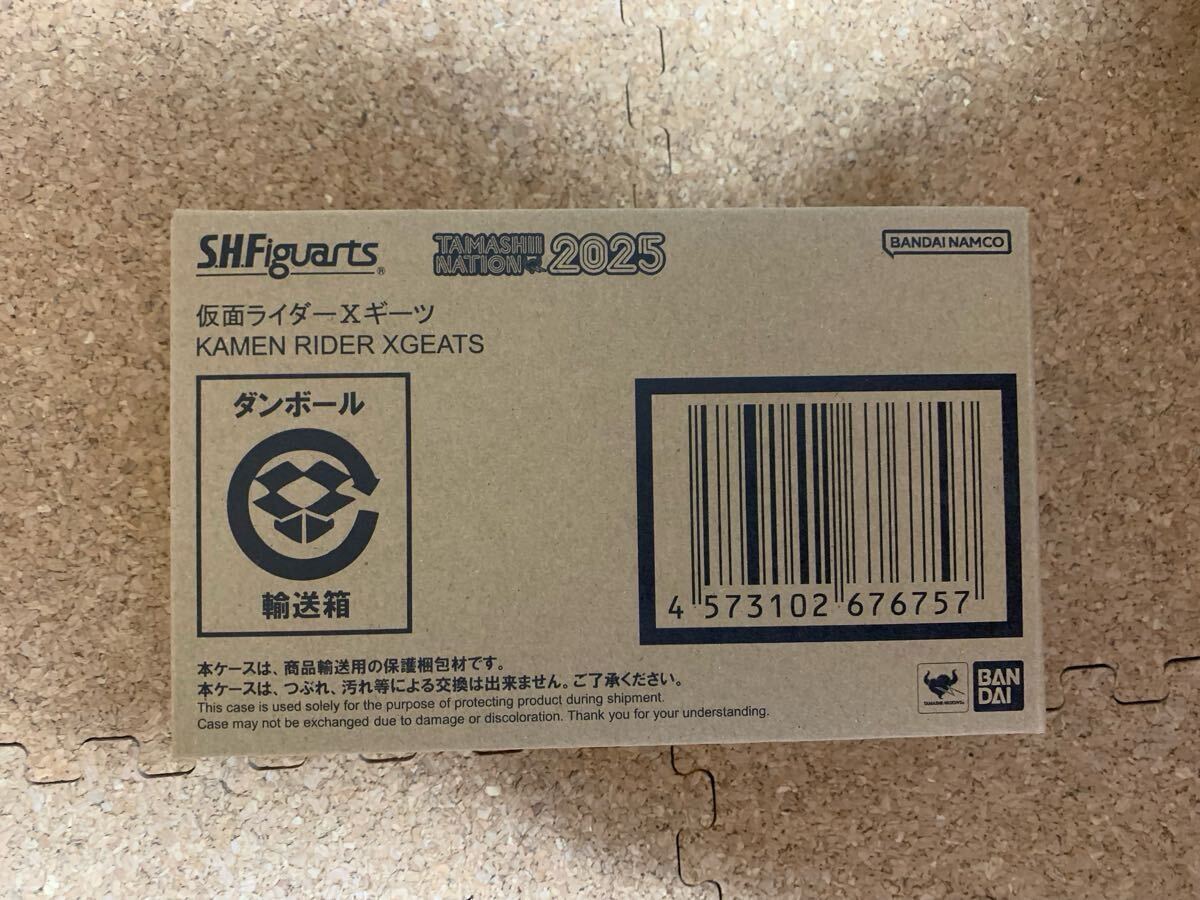 S.H.Figuarts®
TAMASHII NATION 2025
BANDAI NAMCO
仮面ライダーXギーツ
KAMEN RIDER XGEATS
ダンボール
輸送箱
4 573102 676757
本ケースは、商品輸送用の保護梱包材です。
本ケースは、つぶれ、汚れ等による交換は出来ません。ご了承ください。
This case is used solely for the purpose of protecting product during shipment.
Case may not be exchanged due to damage or discoloration. Thank you for your understanding.
TAMASHII NATIONS
BANDAI